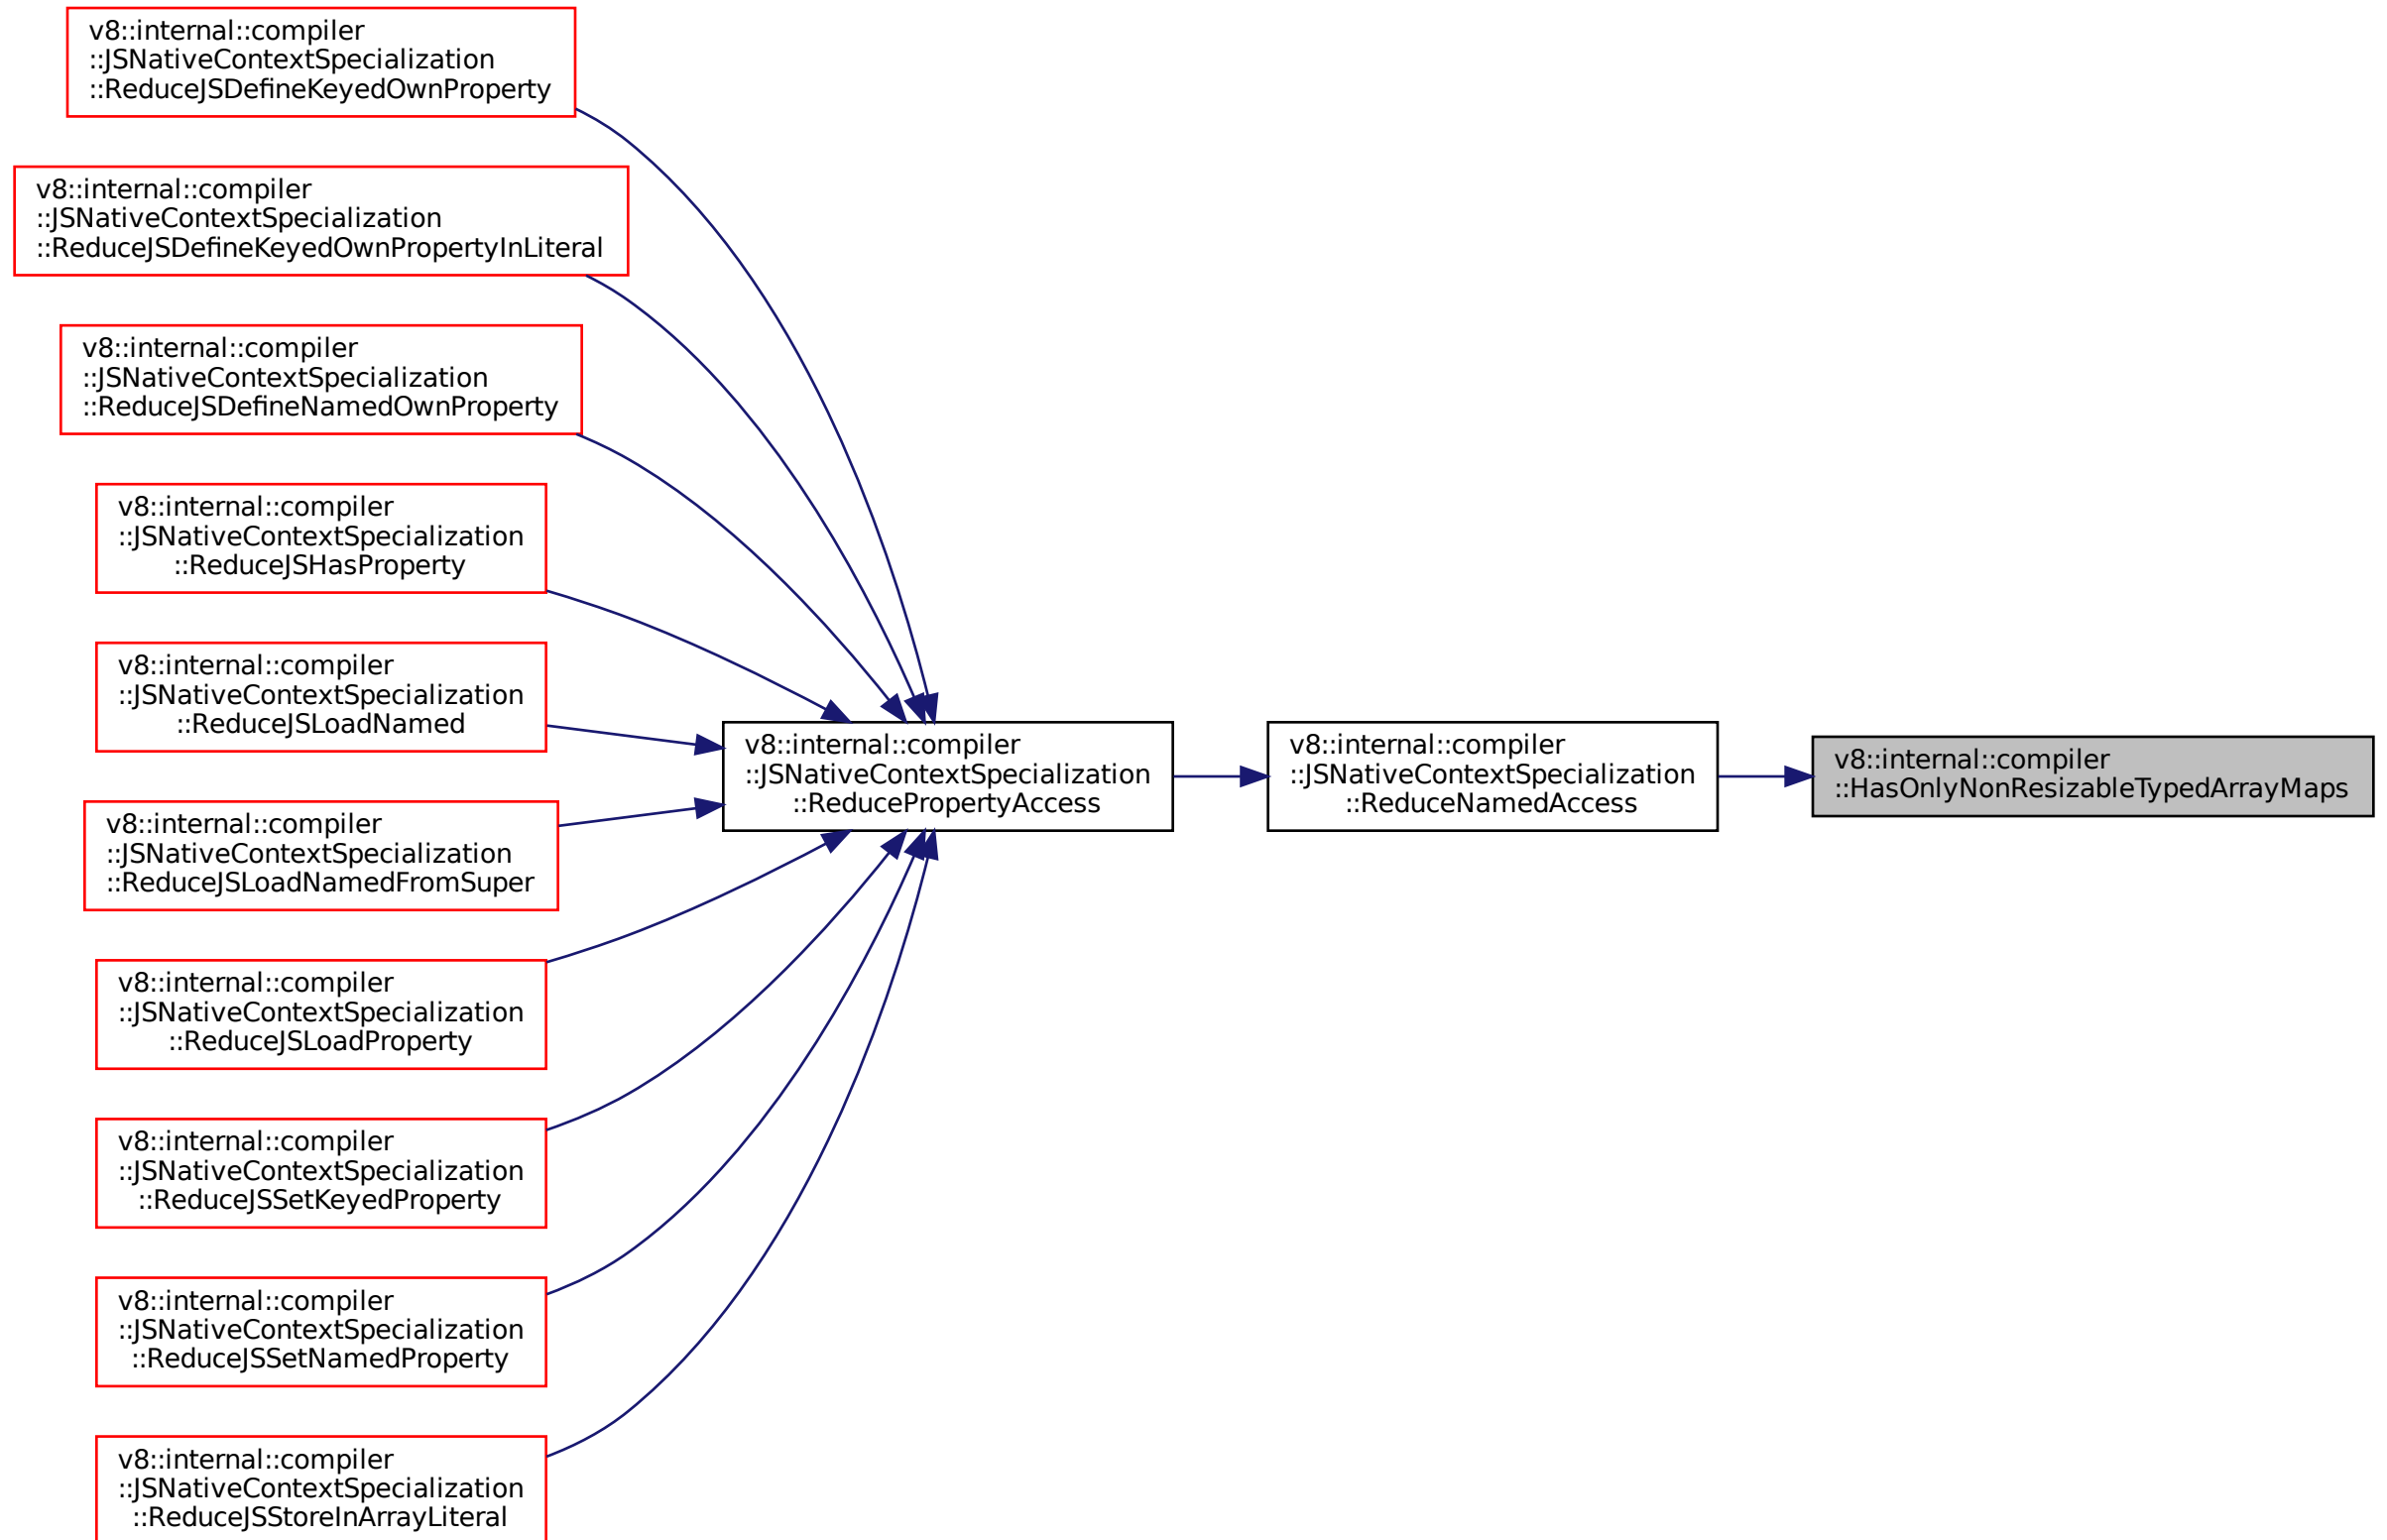 v8::internal::compiler
::JSNativeContextSpecialization
::ReduceJSDefineKeyedOwnProperty
v8::internal::compiler
::JSNativeContextSpecialization
::ReduceJSDefineKeyedOwnPropertyInLiteral
v8::internal::compiler
::JSNativeContextSpecialization
::ReduceJSDefineNamedOwnProperty
v8::internal::compiler
::JSNativeContextSpecialization
::ReduceJSHasProperty
v8::internal::compiler
::JSNativeContextSpecialization
::ReduceJSLoadNamed
v8::internal::compiler
::JSNativeContextSpecialization
::ReduceJSLoadNamedFromSuper
v8::internal::compiler
::JSNativeContextSpecialization
::ReduceJSLoadProperty
v8::internal::compiler
::JSNativeContextSpecialization
::ReduceJSSetKeyedProperty
v8::internal::compiler
::JSNativeContextSpecialization
::ReduceJSSetNamedProperty
v8::internal::compiler
::JSNativeContextSpecialization
::ReduceJSStoreInArrayLiteral
v8::internal::compiler
::JSNativeContextSpecialization
::ReducePropertyAccess
v8::internal::compiler
::JSNativeContextSpecialization
::ReduceNamedAccess
v8::internal::compiler
::HasOnlyNonResizableTypedArrayMaps